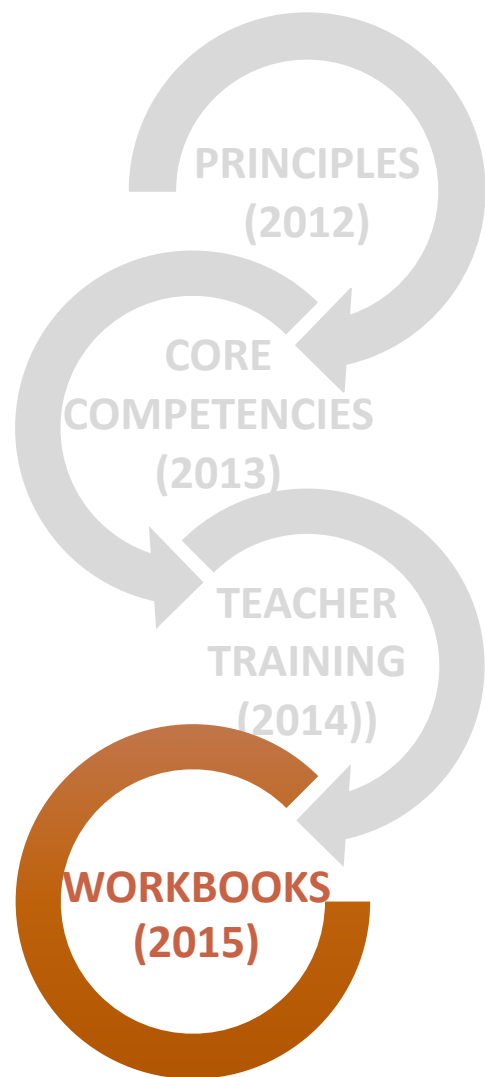 PRINCIPLES
(2012)
CORE
COMPETENCIES
(2013)
TEACHER
TRAINING
(2014))
WORKBOOKS
(2015)